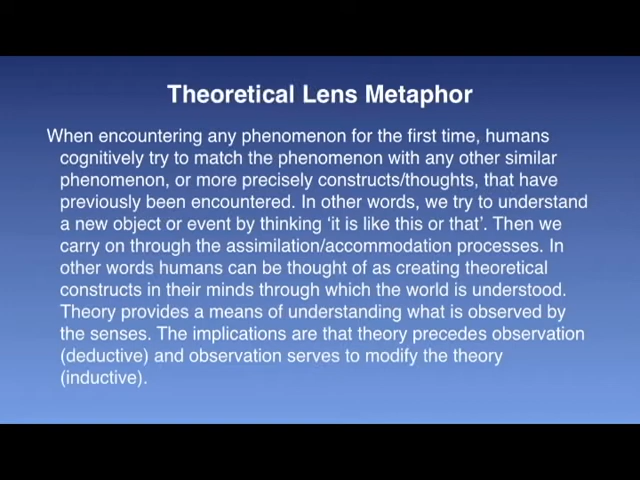 Theoretical Lens Metaphor
When encountering any phenomenon for the first time, humans
cognitively try to match the phenomenon with any other similar
phenomenon, or more precisely constructs/thoughts, that have
previously been encountered. In other words, we try to understand
a new object or event by thinking ‘it is like this or that’. Then we
carry on through the assimilation/accommodation processes. In
other words humans can be thought of as creating theoretical
constructs in their minds through which the world is understood.
Theory provides a means of understanding what is observed by
the senses. The implications are that theory precedes observation
(deductive) and observation serves to modify the theory
(inductive).